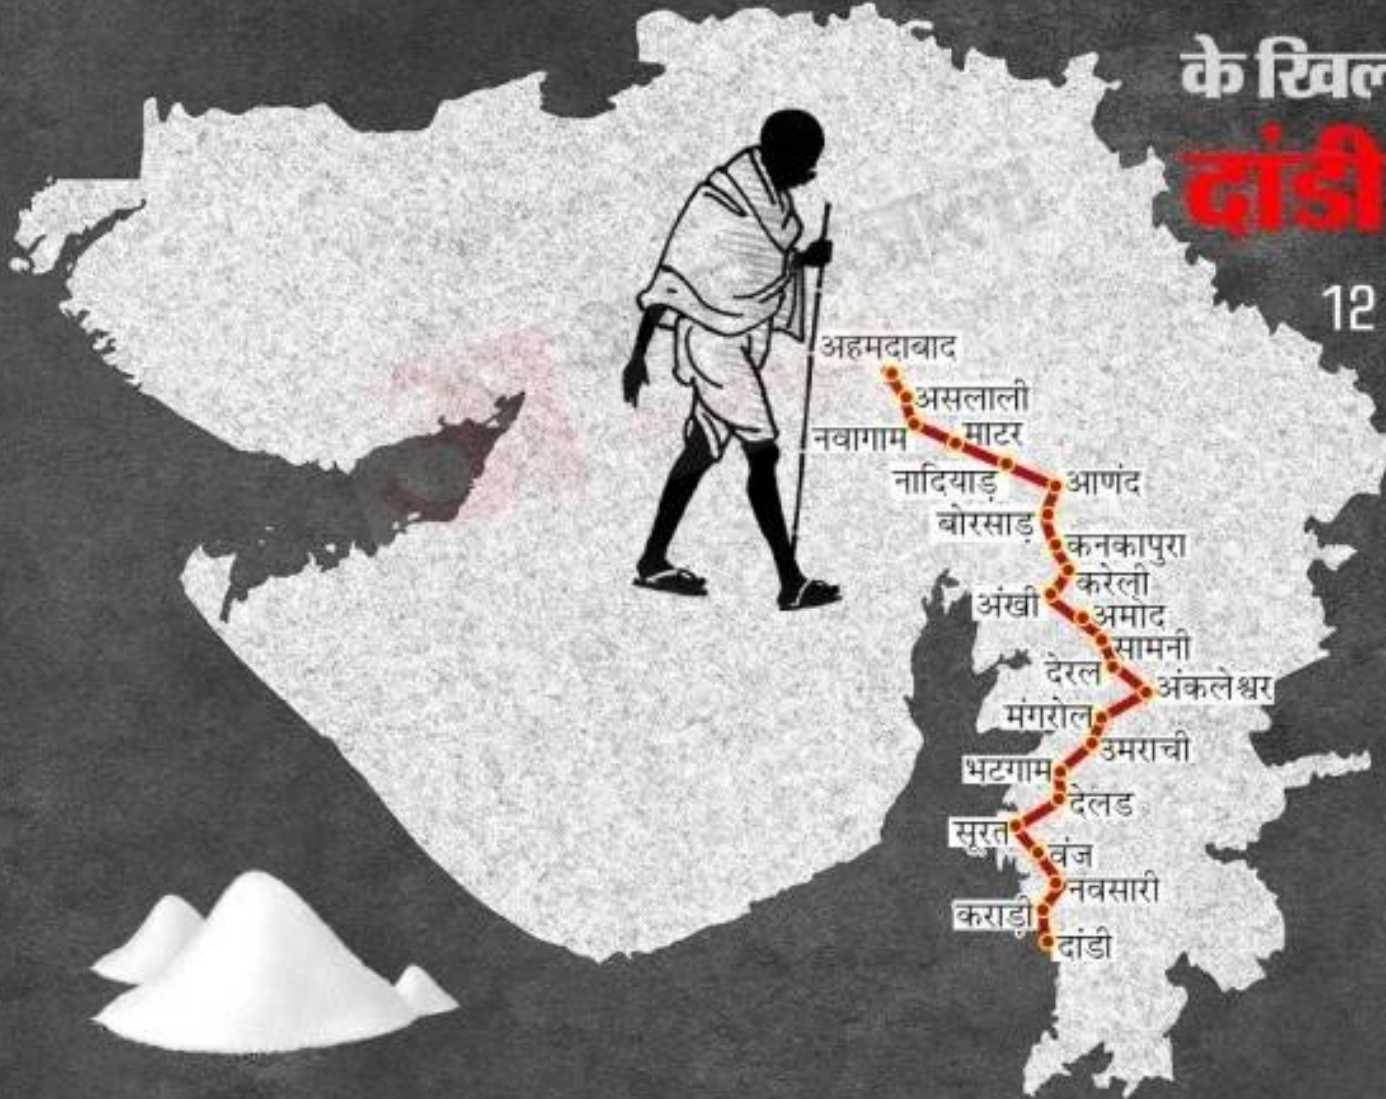 के खिल
दांडी
12
अहमदाबाद
असलाली
नवागाम
माटर
नादियाड़
आणंद
बोरसाड़
कनकापुरा
करेली
अंखी
अमोद
सामनी
देरल
अंकलेश्वर
मंगरोल
उमराची
भटगाम
देलड
सूरत
वंज
नवसारी
कराड़ी
दांडी